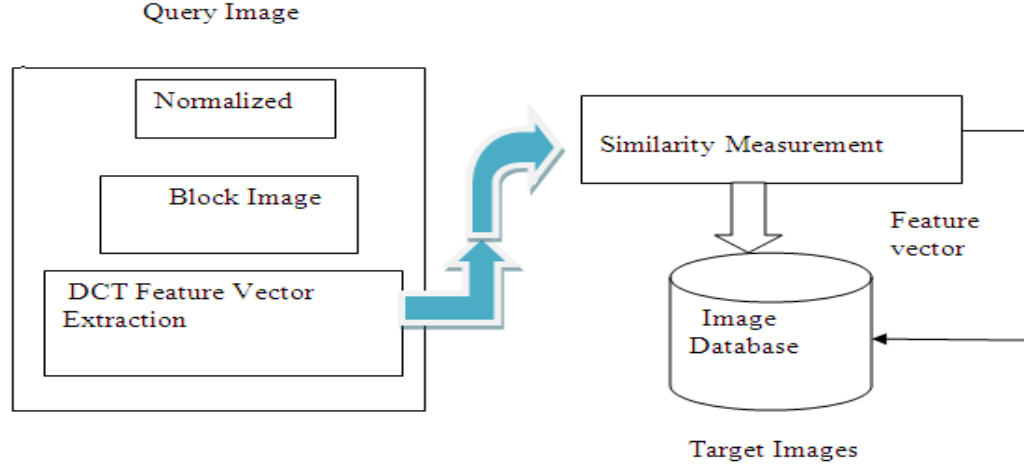 Query Image
Normalized
Block Image
DCT Feature Vector
Extraction
Similarity Measurement
Feature
vector
Image
Database
Target Images